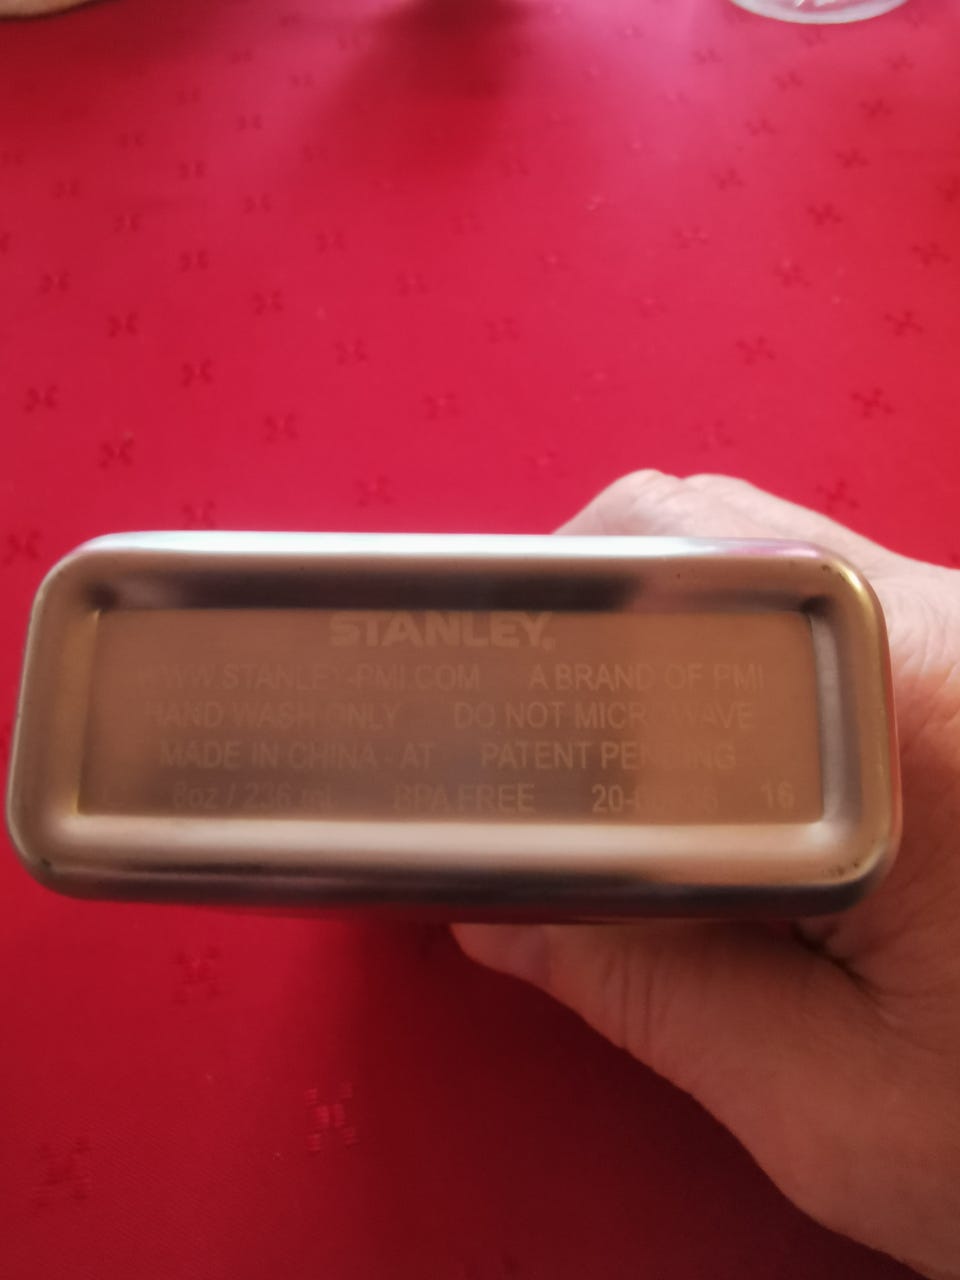 STANLEY®
WWW.STANLEY-PMI.COM A BRAND OF PMI
HAND WASH ONLY DO NOT MICROWAVE
MADE IN CHINA - AT PATENT PENDING
8oz / 236 mL BPA FREE 16